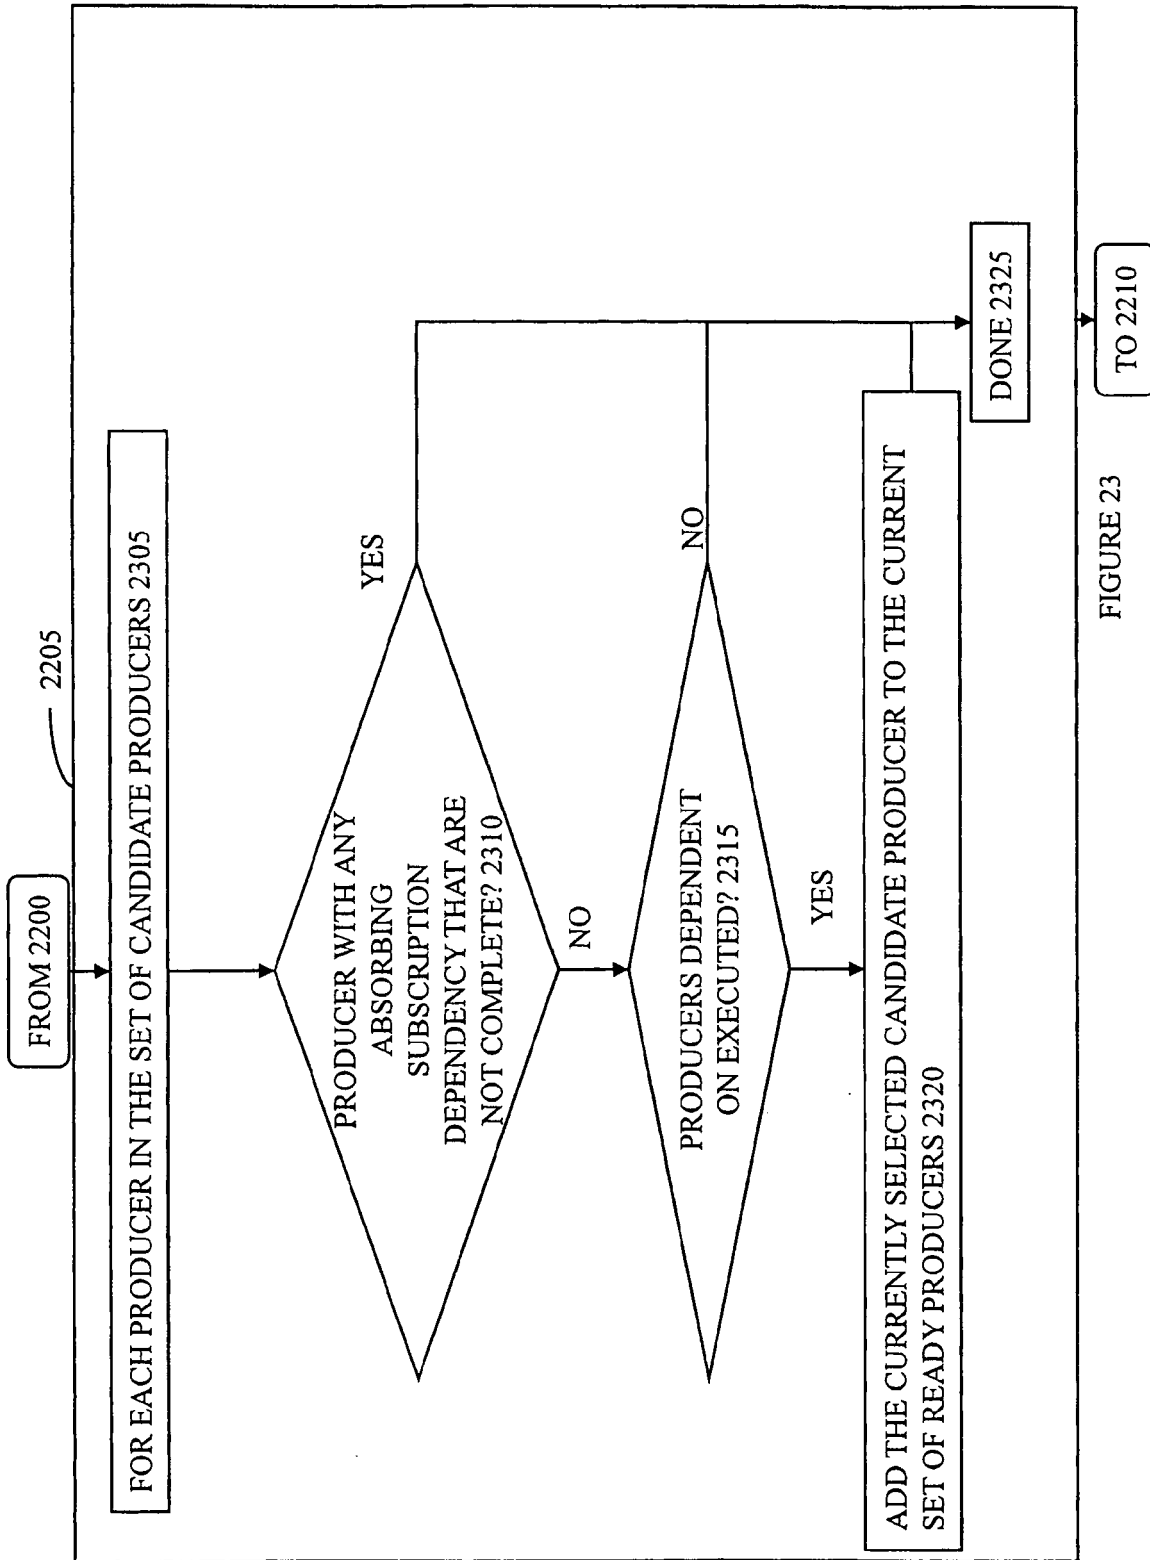 FROM 2200
2205
FOR EACH PRODUCER IN THE SET OF CANDIDATE PRODUCERS 2305
PRODUCER WITH ANY
ABSORBING
SUBSCRIPTION
DEPENDENCY THAT ARE
NOT COMPLETE? 2310
YES
NO
PRODUCERS DEPENDENT
ON EXECUTED? 2315
NO
YES
ADD THE CURRENTLY SELECTED CANDIDATE PRODUCER TO THE CURRENT
SET OF READY PRODUCERS 2320
DONE 2325
TO 2210
FIGURE 23